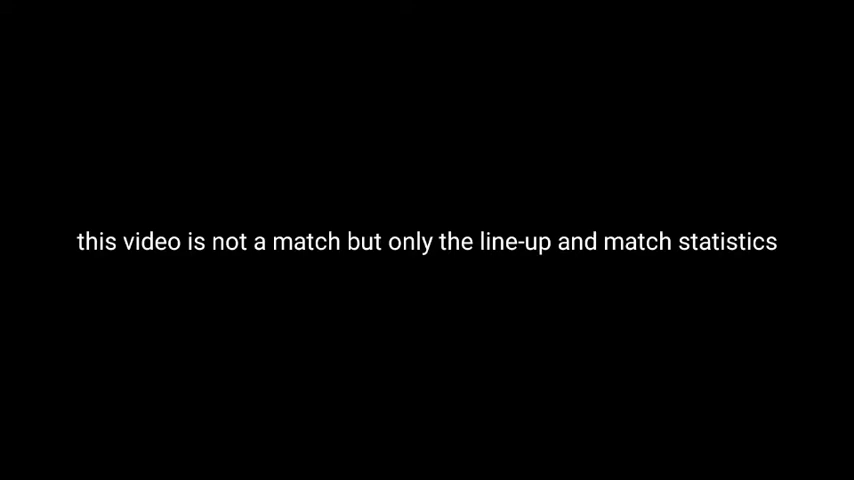 this video is not a match but only the line-up and match statistics